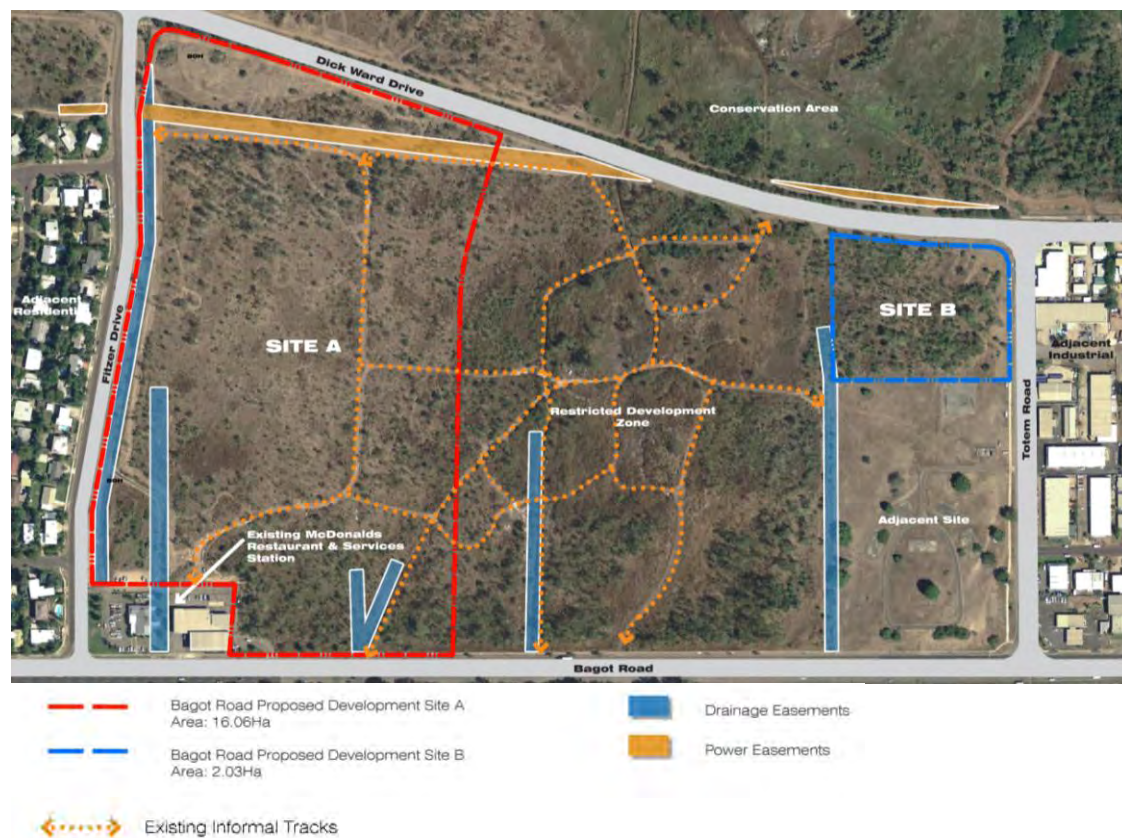 BOH
Dick Ward Drive
Conservation Area
Adjacent
Residential
Fitzer Drive
SITE A
SITE B
Adjacent
Industrial
Restricted Development
Zone
Totem Road
BOH
Adjacent Site
Existing McDonalds
Restaurant & Services
Station
Bagot Road
Bagot Road Proposed Development Site A
Area: 16.06Ha
Bagot Road Proposed Development Site B
Area: 2.03Ha
Drainage Easements
Power Easements
Existing Informal Tracks